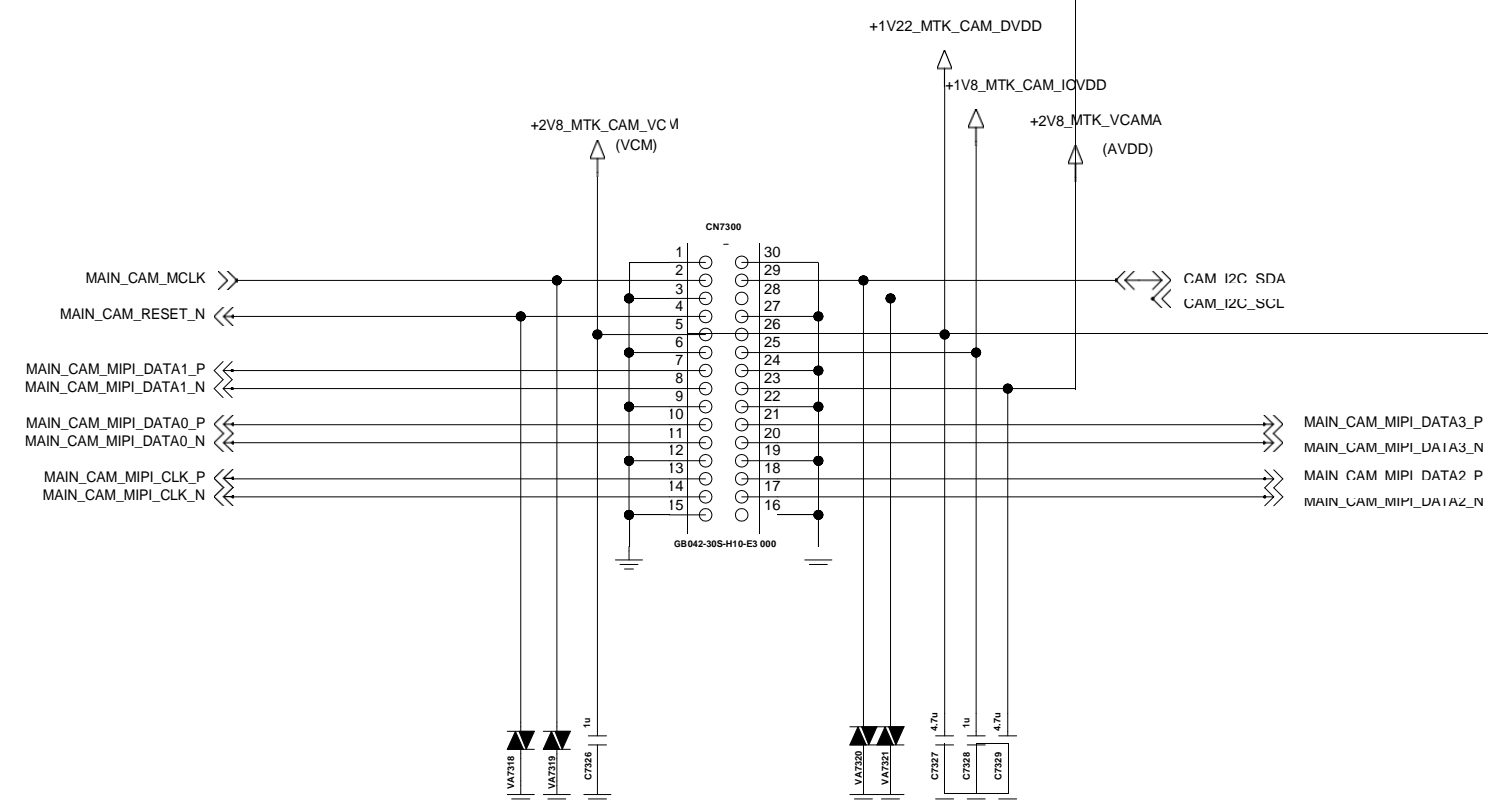 +1V22_MTK_CAM_DVDD
+1V8_MTK_CAM_IOVDD
+2V8_MTK_CAM_VCM
(VCM)
+2V8_MTK_VCAMA
(AVDD)
CN7300
1 30
2 29
3 28
4 27
5 26
6 25
7 24
8 23
9 22
10 21
11 20
12 19
13 18
14 17
15 16
GB042-30S-H10-E3000
MAIN_CAM_MCLK
MAIN_CAM_RESET_N
MAIN_CAM_MIPI_DATA1_P
MAIN_CAM_MIPI_DATA1_N
MAIN_CAM_MIPI_DATA0_P
MAIN_CAM_MIPI_DATA0_N
MAIN_CAM_MIPI_CLK_P
MAIN_CAM_MIPI_CLK_N
CAM_I2C_SDA
CAM_I2C_SCL
MAIN_CAM_MIPI_DATA3_P
MAIN_CAM_MIPI_DATA3_N
MAIN_CAM_MIPI_DATA2_P
MAIN_CAM_MIPI_DATA2_N
VA7318
VA7319
1u
C7326
VA7320
VA7321
4.7u
C7327
1u
C7328
4.7u
C7329